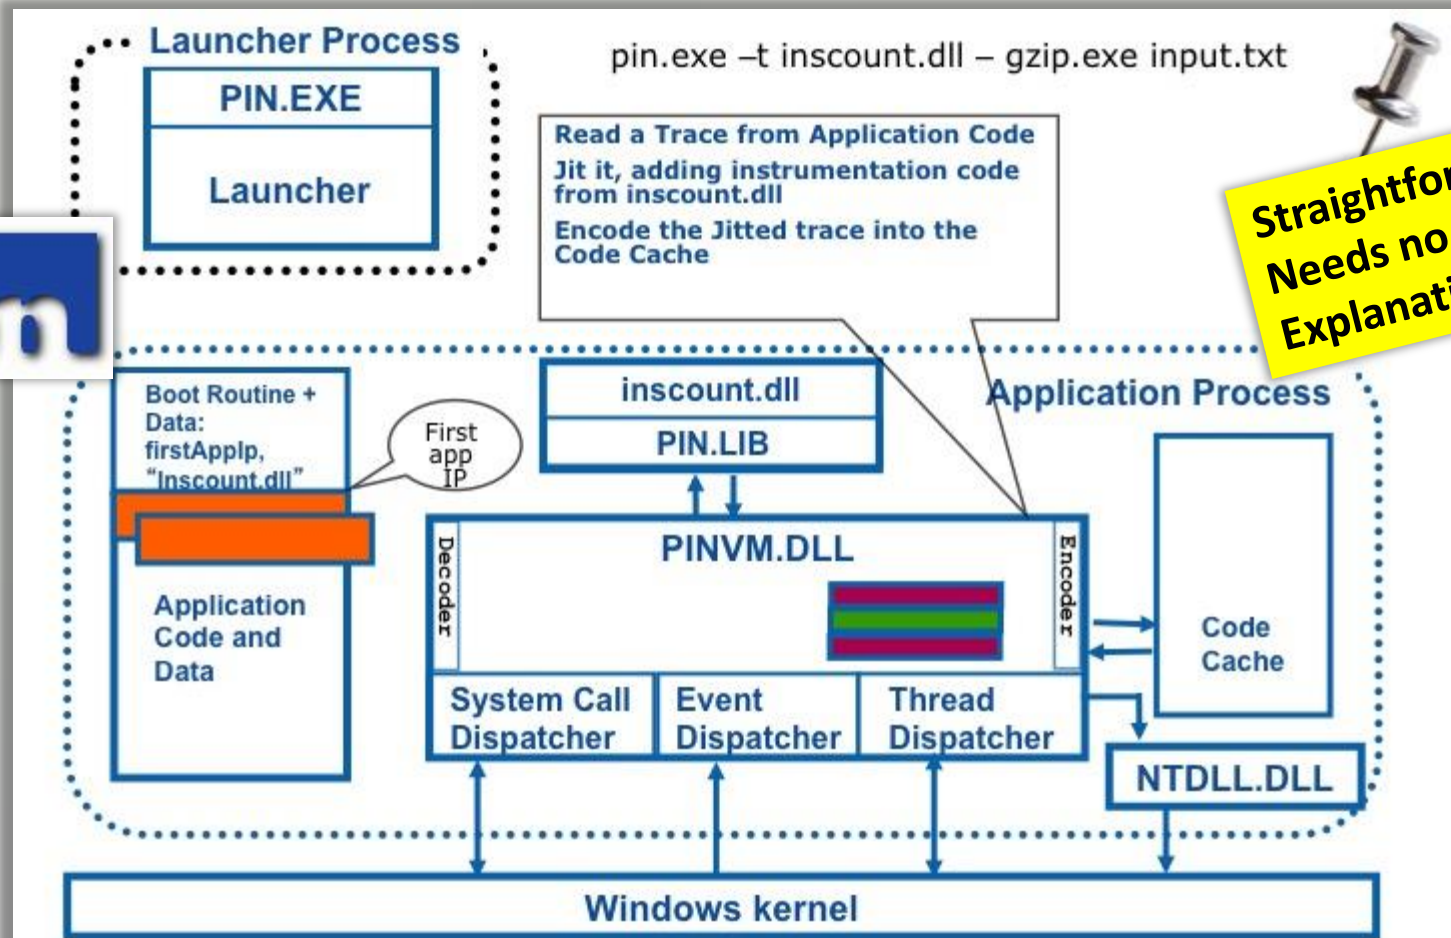 Launcher Process
pin.exe –t inscount.dll – gzip.exe input.txt
PIN.EXE
Launcher
Read a Trace from Application Code
Jit it, adding instrumentation code
from inscount.dll
Encode the Jitted trace into the
Code Cache
Needs no
m
Boot Routine +
Data:
firstAppIp,
“Inscount.dll”
First
app
IP
inscount.dll
PIN.LIB
Application Process
Decoder
PINVM.DLL
Encoder
Application
Code and
Data
Code
Cache
System Call
Dispatcher
Event
Dispatcher
Thread
Dispatcher
NTDLL.DLL
Windows kernel